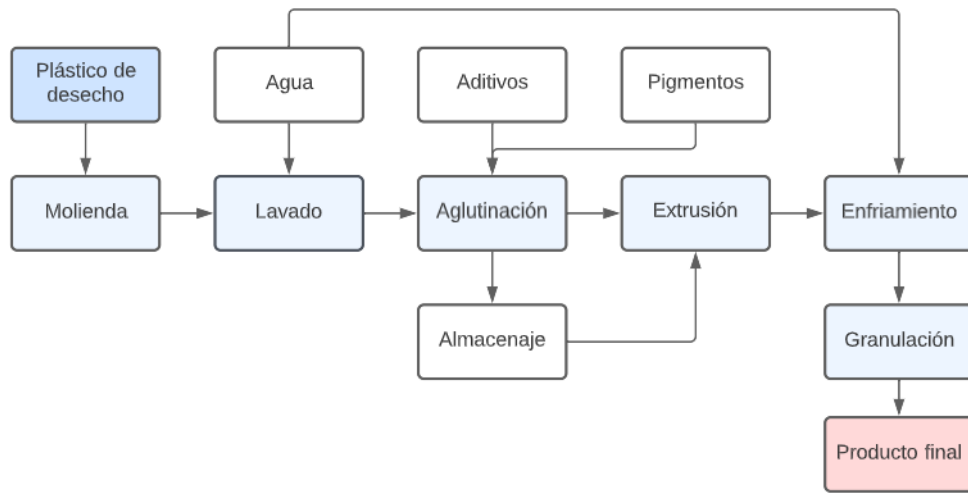 Plástico de
desecho
Agua
Aditivos
Pigmentos
Molienda
Lavado
Aglutinación
Extrusión
Enfriamiento
Almacenaje
Granulación
Producto final